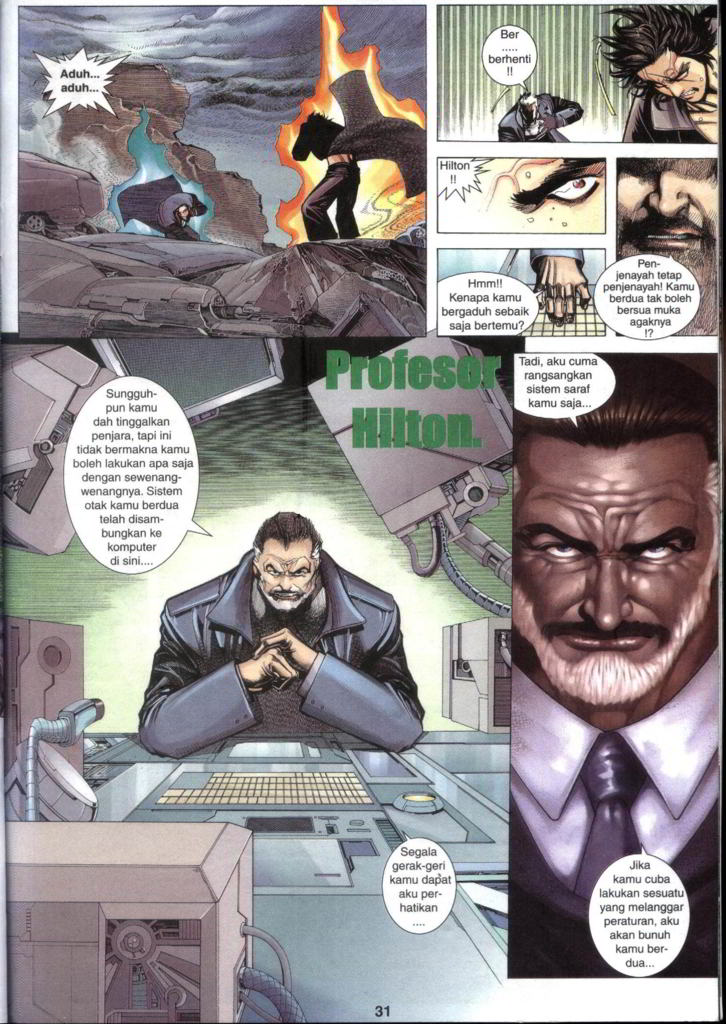 Aduh...
aduh...
Ber
.....
berhenti
!!
Hilton
!!
Hmm!!
Kenapa kamu
bergaduh sebaik
saja bertemu?
Pen-
jenayah tetap
penjenayah! Kamu
berdua tak boleh
bersua muka
agaknya
!?
Profesor
Hilton.
Sungguh-
pun kamu
dah tinggalkan
penjara, tapi ini
tidak bermakna kamu
boleh lakukan apa saja
dengan sewenang-
wenangnya. Sistem
otak kamu berdua
telah disam-
bungkan ke
komputer
di sini....
Tadi, aku cuma
rangsangkan
sistem saraf
kamu saja...
Segala
gerak-geri
kamu dapat
aku per-
hatikan
....
Jika
kamu cuba
lakukan sesuatu
yang melanggar
peraturan, aku
akan bunuh
kamu ber-
dua...
31